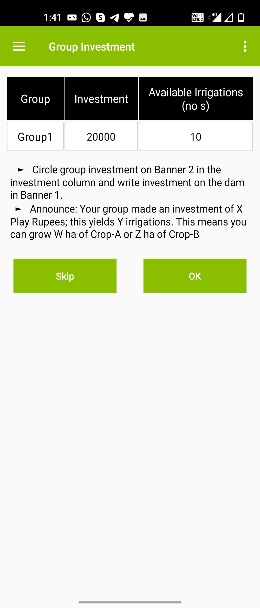 1:41
Group Investment
Group Investment Available Irrigations
(no s)
Group1 20000 10
► Circle group investment on Banner 2 in the
investment column and write investment on the dam
in Banner 1.
► Announce: Your group made an investment of X
Play Rupees; this yields Y irrigations. This means you
can grow W ha of Crop-A or Z ha of Crop-B
Skip OK